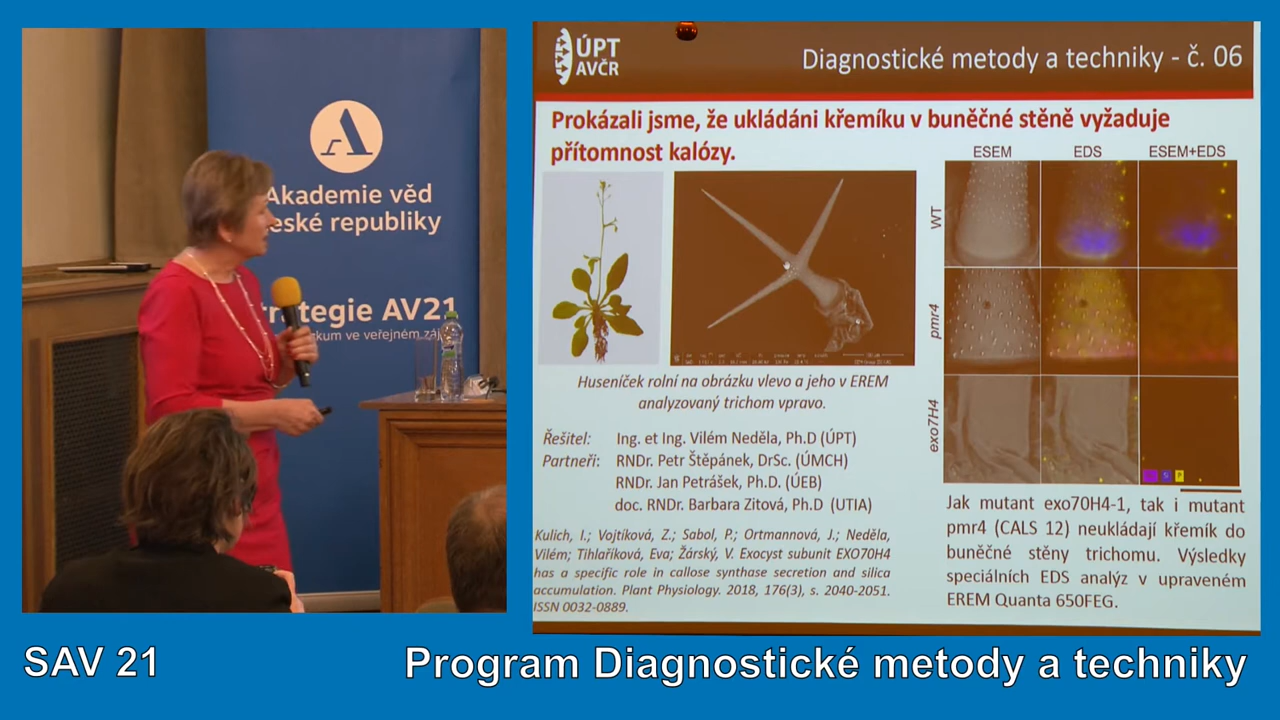 Akademie věd
České republiky
Strategie AV21
ve veřejném
ÚPT
AVČR
Diagnostické metody a techniky - č. 06
Prokázali jsme, že ukládáni křemíku v buněčné stěně vyžaduje
přítomnost kalózy.
ESEM EDS ESEM+EDS
WT
pmr4
exo7H4
Huseníček rolní na obrázku vlevo a jeho v EREM
analyzovaný trichom vpravo.
Řešitel: Ing. et Ing. Vilém Neděla, Ph.D (ÚPT)
Partneři: RNDr. Petr Štěpánek, DrSc. (ÚMCH)
RNDr. Jan Petrášek, Ph.D. (ÚEB)
doc. RNDr. Barbara Zitová, Ph.D (UTIA)
Kulich, I.; Vojtíková, Z.; Sabol, P.; Ortmannová, J.; Neděla,
Vilém; Tihlaříková, Eva; Žárský, V. Exocyst subunit EXO70H4
has a specific role in callose synthase secretion and silica
accumulation. Plant Physiology. 2018, 176(3), s. 2040-2051.
ISSN 0032-0889.
Jak mutant exo70H4-1, tak i mutant
pmr4 (CALS 12) neukládají křemík do
buněčné stěny trichomu. Výsledky
speciálních EDS analýz v upraveném
EREM Quanta 650FEG.
SAV 21
Program Diagnostické metody a techniky